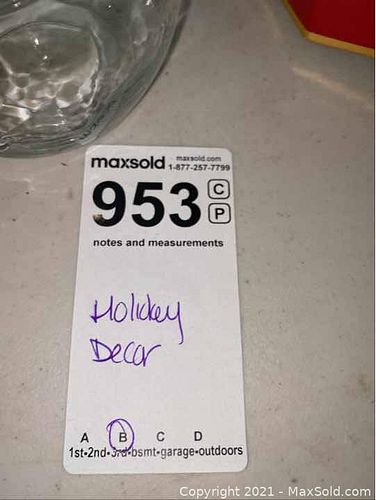 maxsold maxsold.com
1-877-257-7799
953 C
P
notes and measurements
Holiday
Decor
A B C D
1st-2nd-3rd-bsmt-garage-outdoors
Copyright © 2021 - MaxSold.com